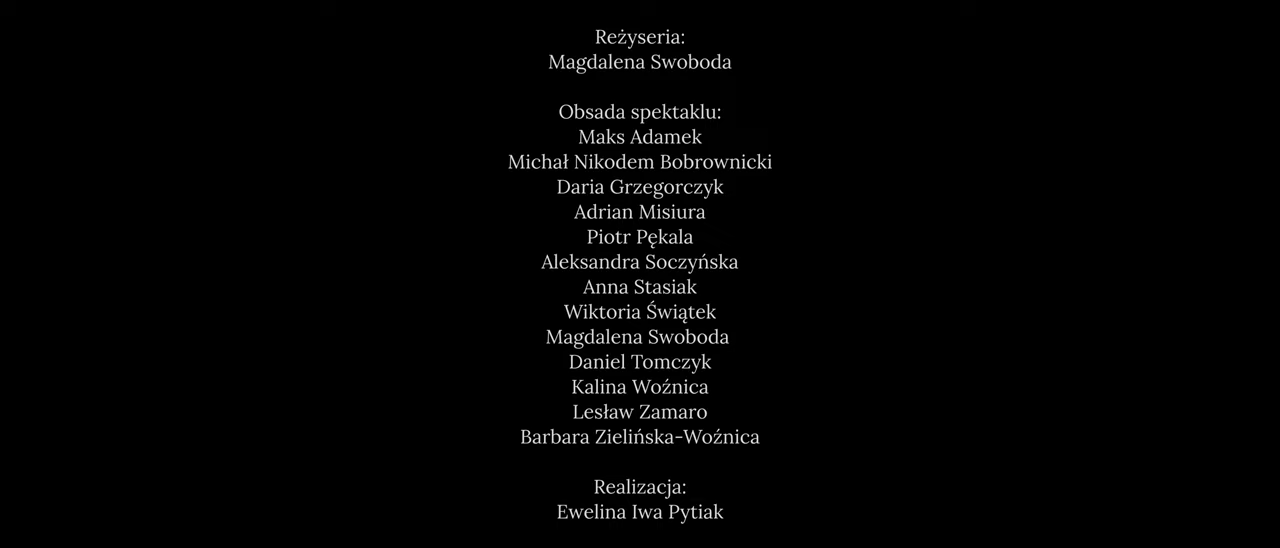 Reżyseria:
Magdalena Swoboda
Obsada spektaklu:
Maks Adamek
Michał Nikodem Bobrownicki
Daria Grzegorczyk
Adrian Misiura
Piotr Pękala
Aleksandra Soczyńska
Anna Stasiak
Wiktoria Świątek
Magdalena Swoboda
Daniel Tomczyk
Kalina Woźnica
Lesław Zamaro
Barbara Zielińska-Woźnica
Realizacja:
Ewelina Iwa Pytiak